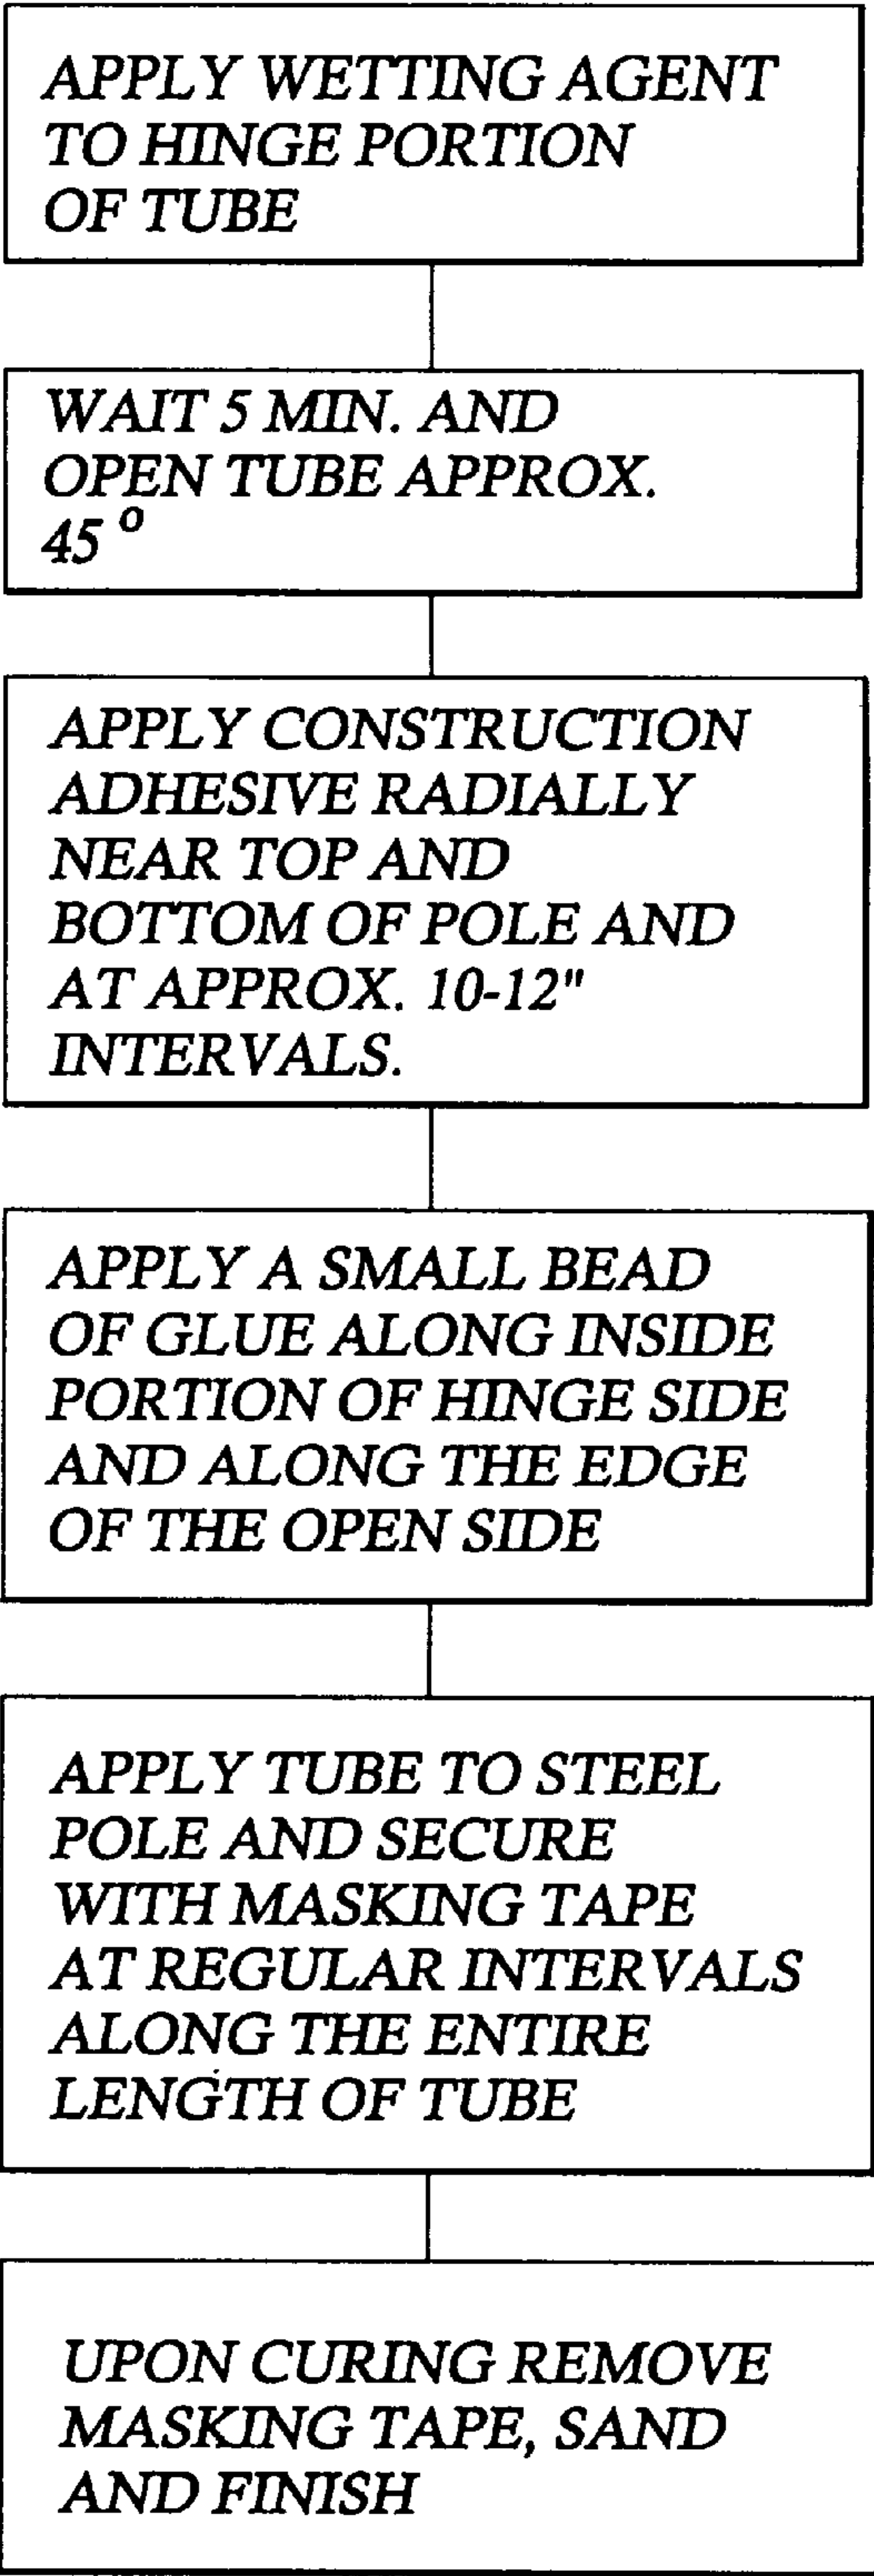 APPLY WETTING AGENT
TO HINGE PORTION
OF TUBE
WAIT 5 MIN. AND
OPEN TUBE APPROX.
45°
APPLY CONSTRUCTION
ADHESIVE RADIALLY
NEAR TOP AND
BOTTOM OF POLE AND
AT APPROX. 10-12"
INTERVALS.
APPLY A SMALL BEAD
OF GLUE ALONG INSIDE
PORTION OF HINGE SIDE
AND ALONG THE EDGE
OF THE OPEN SIDE
APPLY TUBE TO STEEL
POLE AND SECURE
WITH MASKING TAPE
AT REGULAR INTERVALS
ALONG THE ENTIRE
LENGTH OF TUBE
UPON CURING REMOVE
MASKING TAPE, SAND
AND FINISH